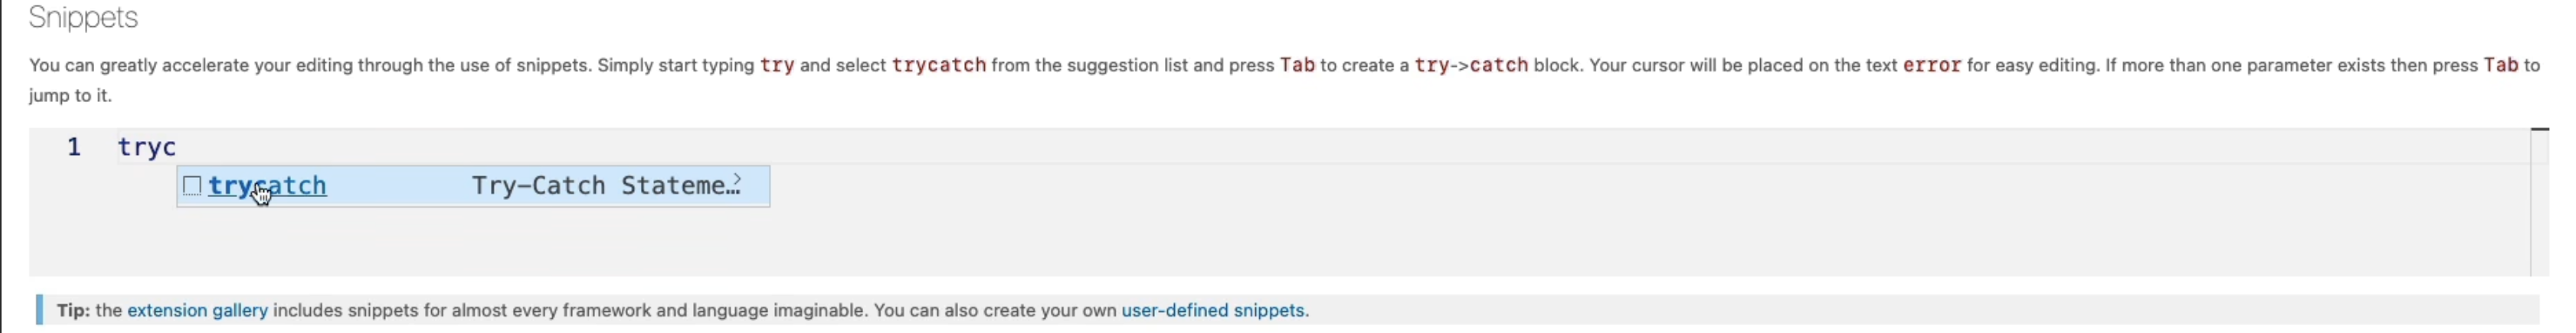 Snippets
You can greatly accelerate your editing through the use of snippets. Simply start typing try and select trycatch from the suggestion list and press Tab to create a try->catch block. Your cursor will be placed on the text error for easy editing. If more than one parameter exists then press Tab to
jump to it.
1 tryc
trycatch Try-Catch Stateme…
Tip: the extension gallery includes snippets for almost every framework and language imaginable. You can also create your own user-defined snippets.